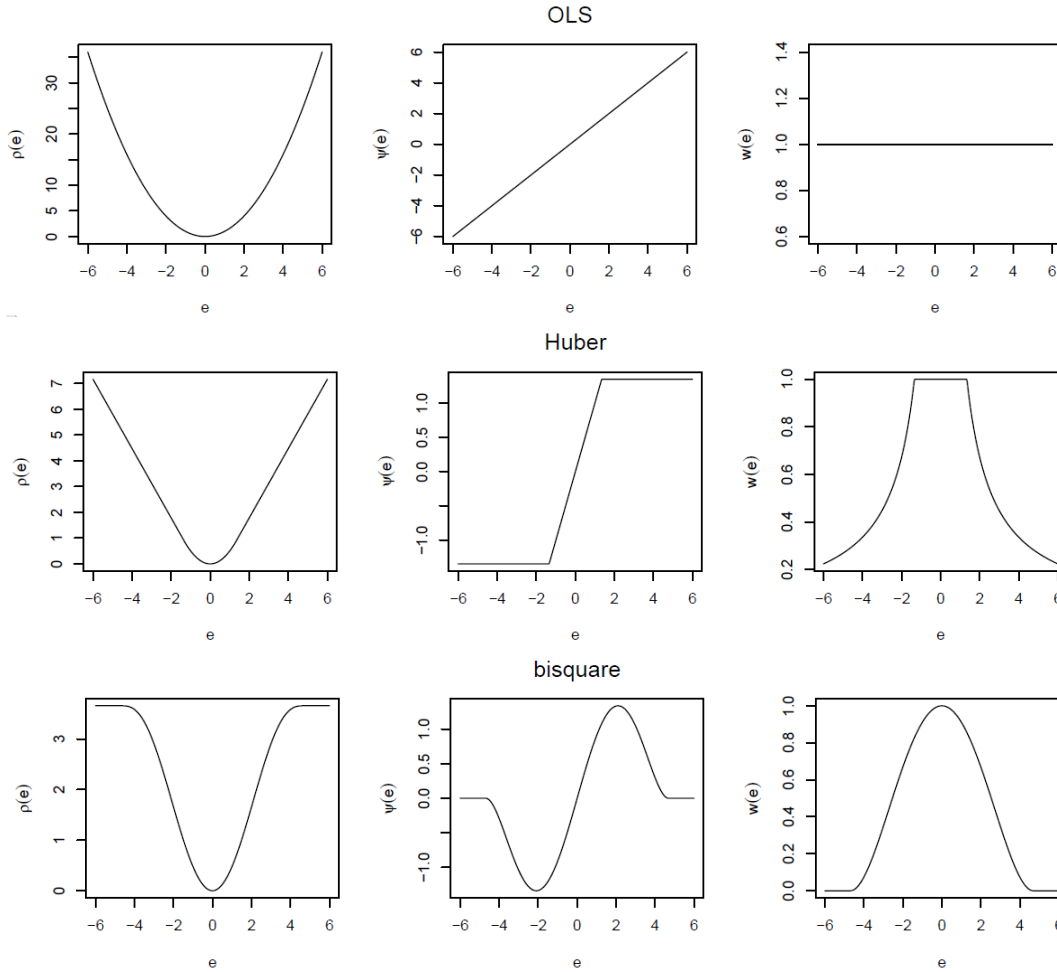 OLS
ρ(e)
0 5 10 20 30
−6 −4 −2 0 2 4 6
e
ψ(e)
−6 −4 −2 0 2 4 6
−6 −4 −2 0 2 4 6
e
w(e)
0.6 0.8 1.0 1.2 1.4
−6 −4 −2 0 2 4 6
e
Huber
ρ(e)
0 1 2 3 4 5 6 7
−6 −4 −2 0 2 4 6
e
ψ(e)
−1.0 0.0 0.5 1.0
−6 −4 −2 0 2 4 6
e
w(e)
0.2 0.4 0.6 0.8 1.0
−6 −4 −2 0 2 4 6
e
bisquare
ρ(e)
0 1 2 3
−6 −4 −2 0 2 4 6
e
ψ(e)
−1.0 0.0 0.5 1.0
−6 −4 −2 0 2 4 6
e
w(e)
0.0 0.2 0.4 0.6 0.8 1.0
−6 −4 −2 0 2 4 6
e